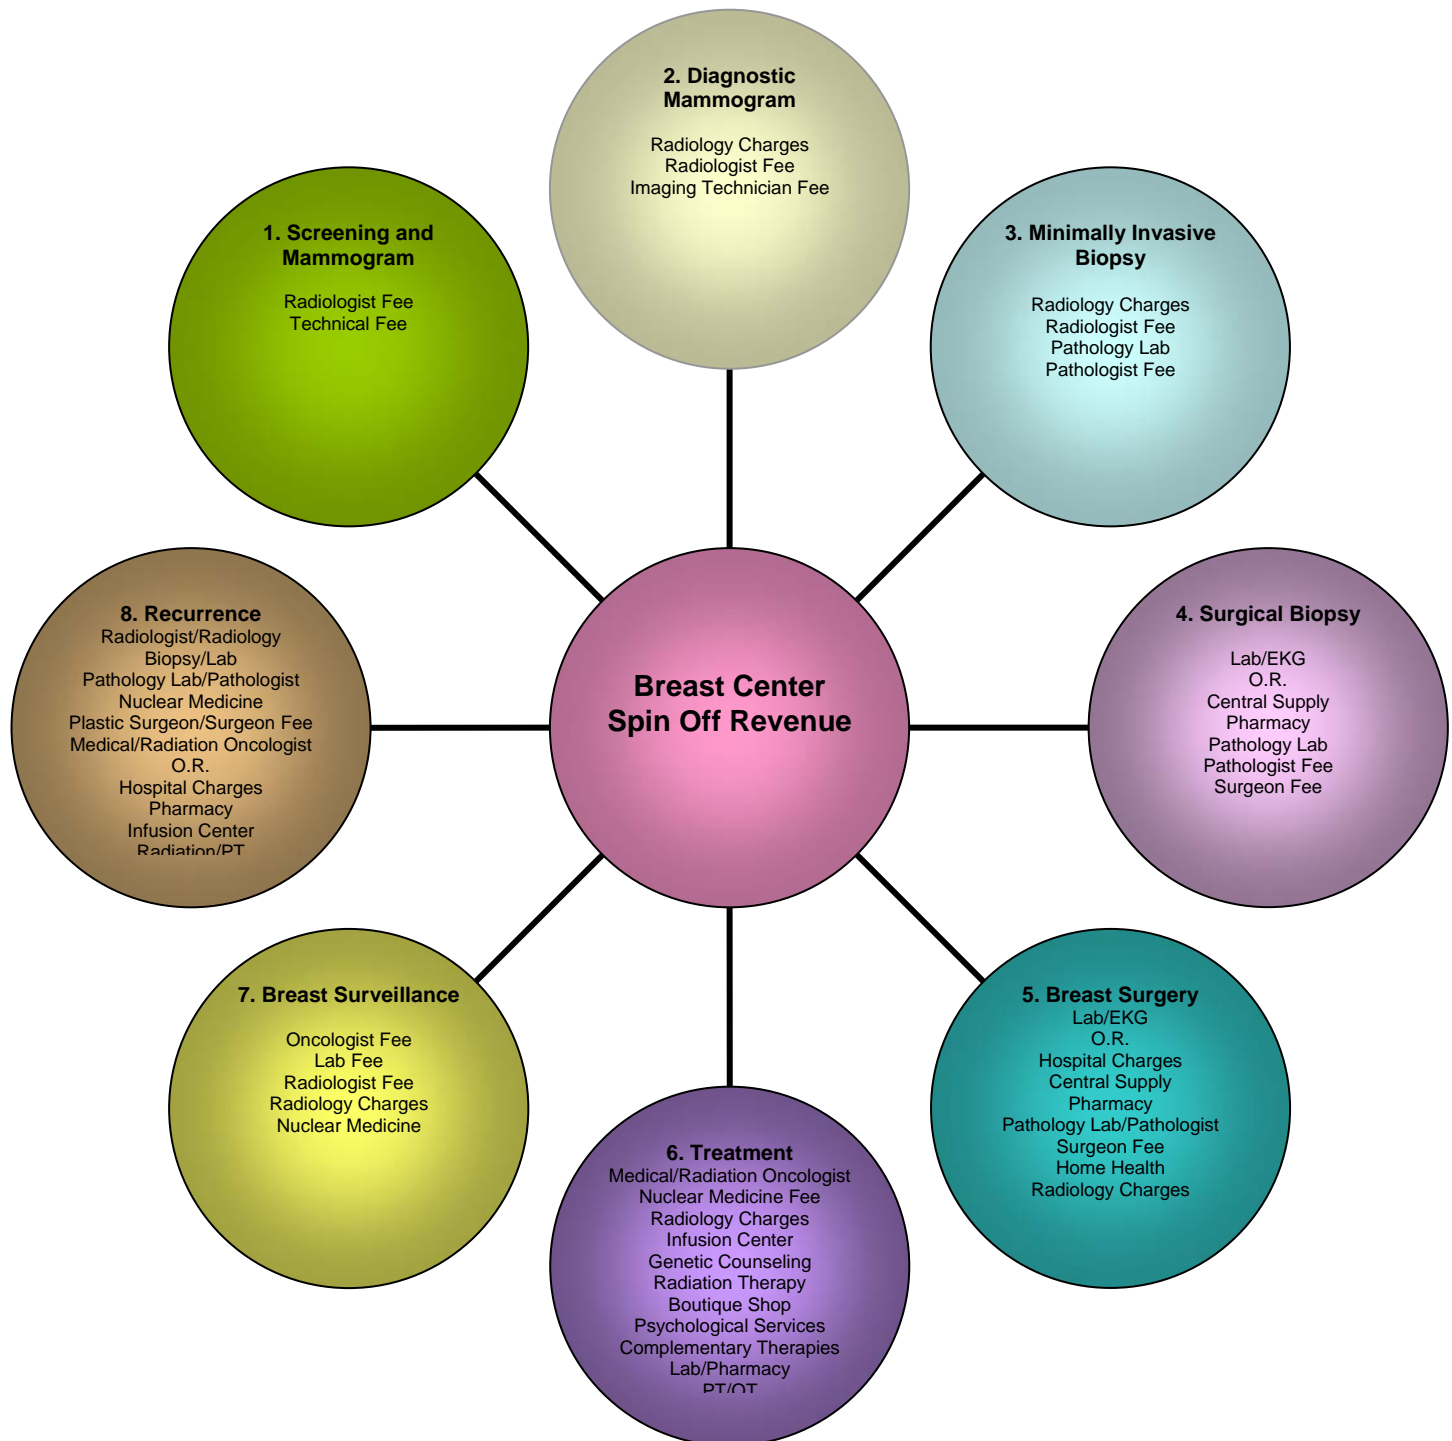 2. Diagnostic
Mammogram
Radiology Charges
Radiologist Fee
Imaging Technician Fee
1. Screening and
Mammogram
Radiologist Fee
Technical Fee
3. Minimally Invasive
Biopsy
Radiology Charges
Radiologist Fee
Pathology Lab
Pathologist Fee
8. Recurrence
Radiologist/Radiology
Biopsy/Lab
Pathology Lab/Pathologist
Nuclear Medicine
Plastic Surgeon/Surgeon Fee
Medical/Radiation Oncologist
O.R.
Hospital Charges
Pharmacy
Infusion Center
Radiation/PT
Breast Center
Spin Off Revenue
4. Surgical Biopsy
Lab/EKG
O.R.
Central Supply
Pharmacy
Pathology Lab
Pathologist Fee
Surgeon Fee
7. Breast Surveillance
Oncologist Fee
Lab Fee
Radiologist Fee
Radiology Charges
Nuclear Medicine
5. Breast Surgery
Lab/EKG
O.R.
Hospital Charges
Central Supply
Pharmacy
Pathology Lab/Pathologist
Surgeon Fee
Home Health
Radiology Charges
6. Treatment
Medical/Radiation Oncologist
Nuclear Medicine Fee
Radiology Charges
Infusion Center
Genetic Counseling
Radiation Therapy
Boutique Shop
Psychological Services
Complementary Therapies
Lab/Pharmacy
PT/OT